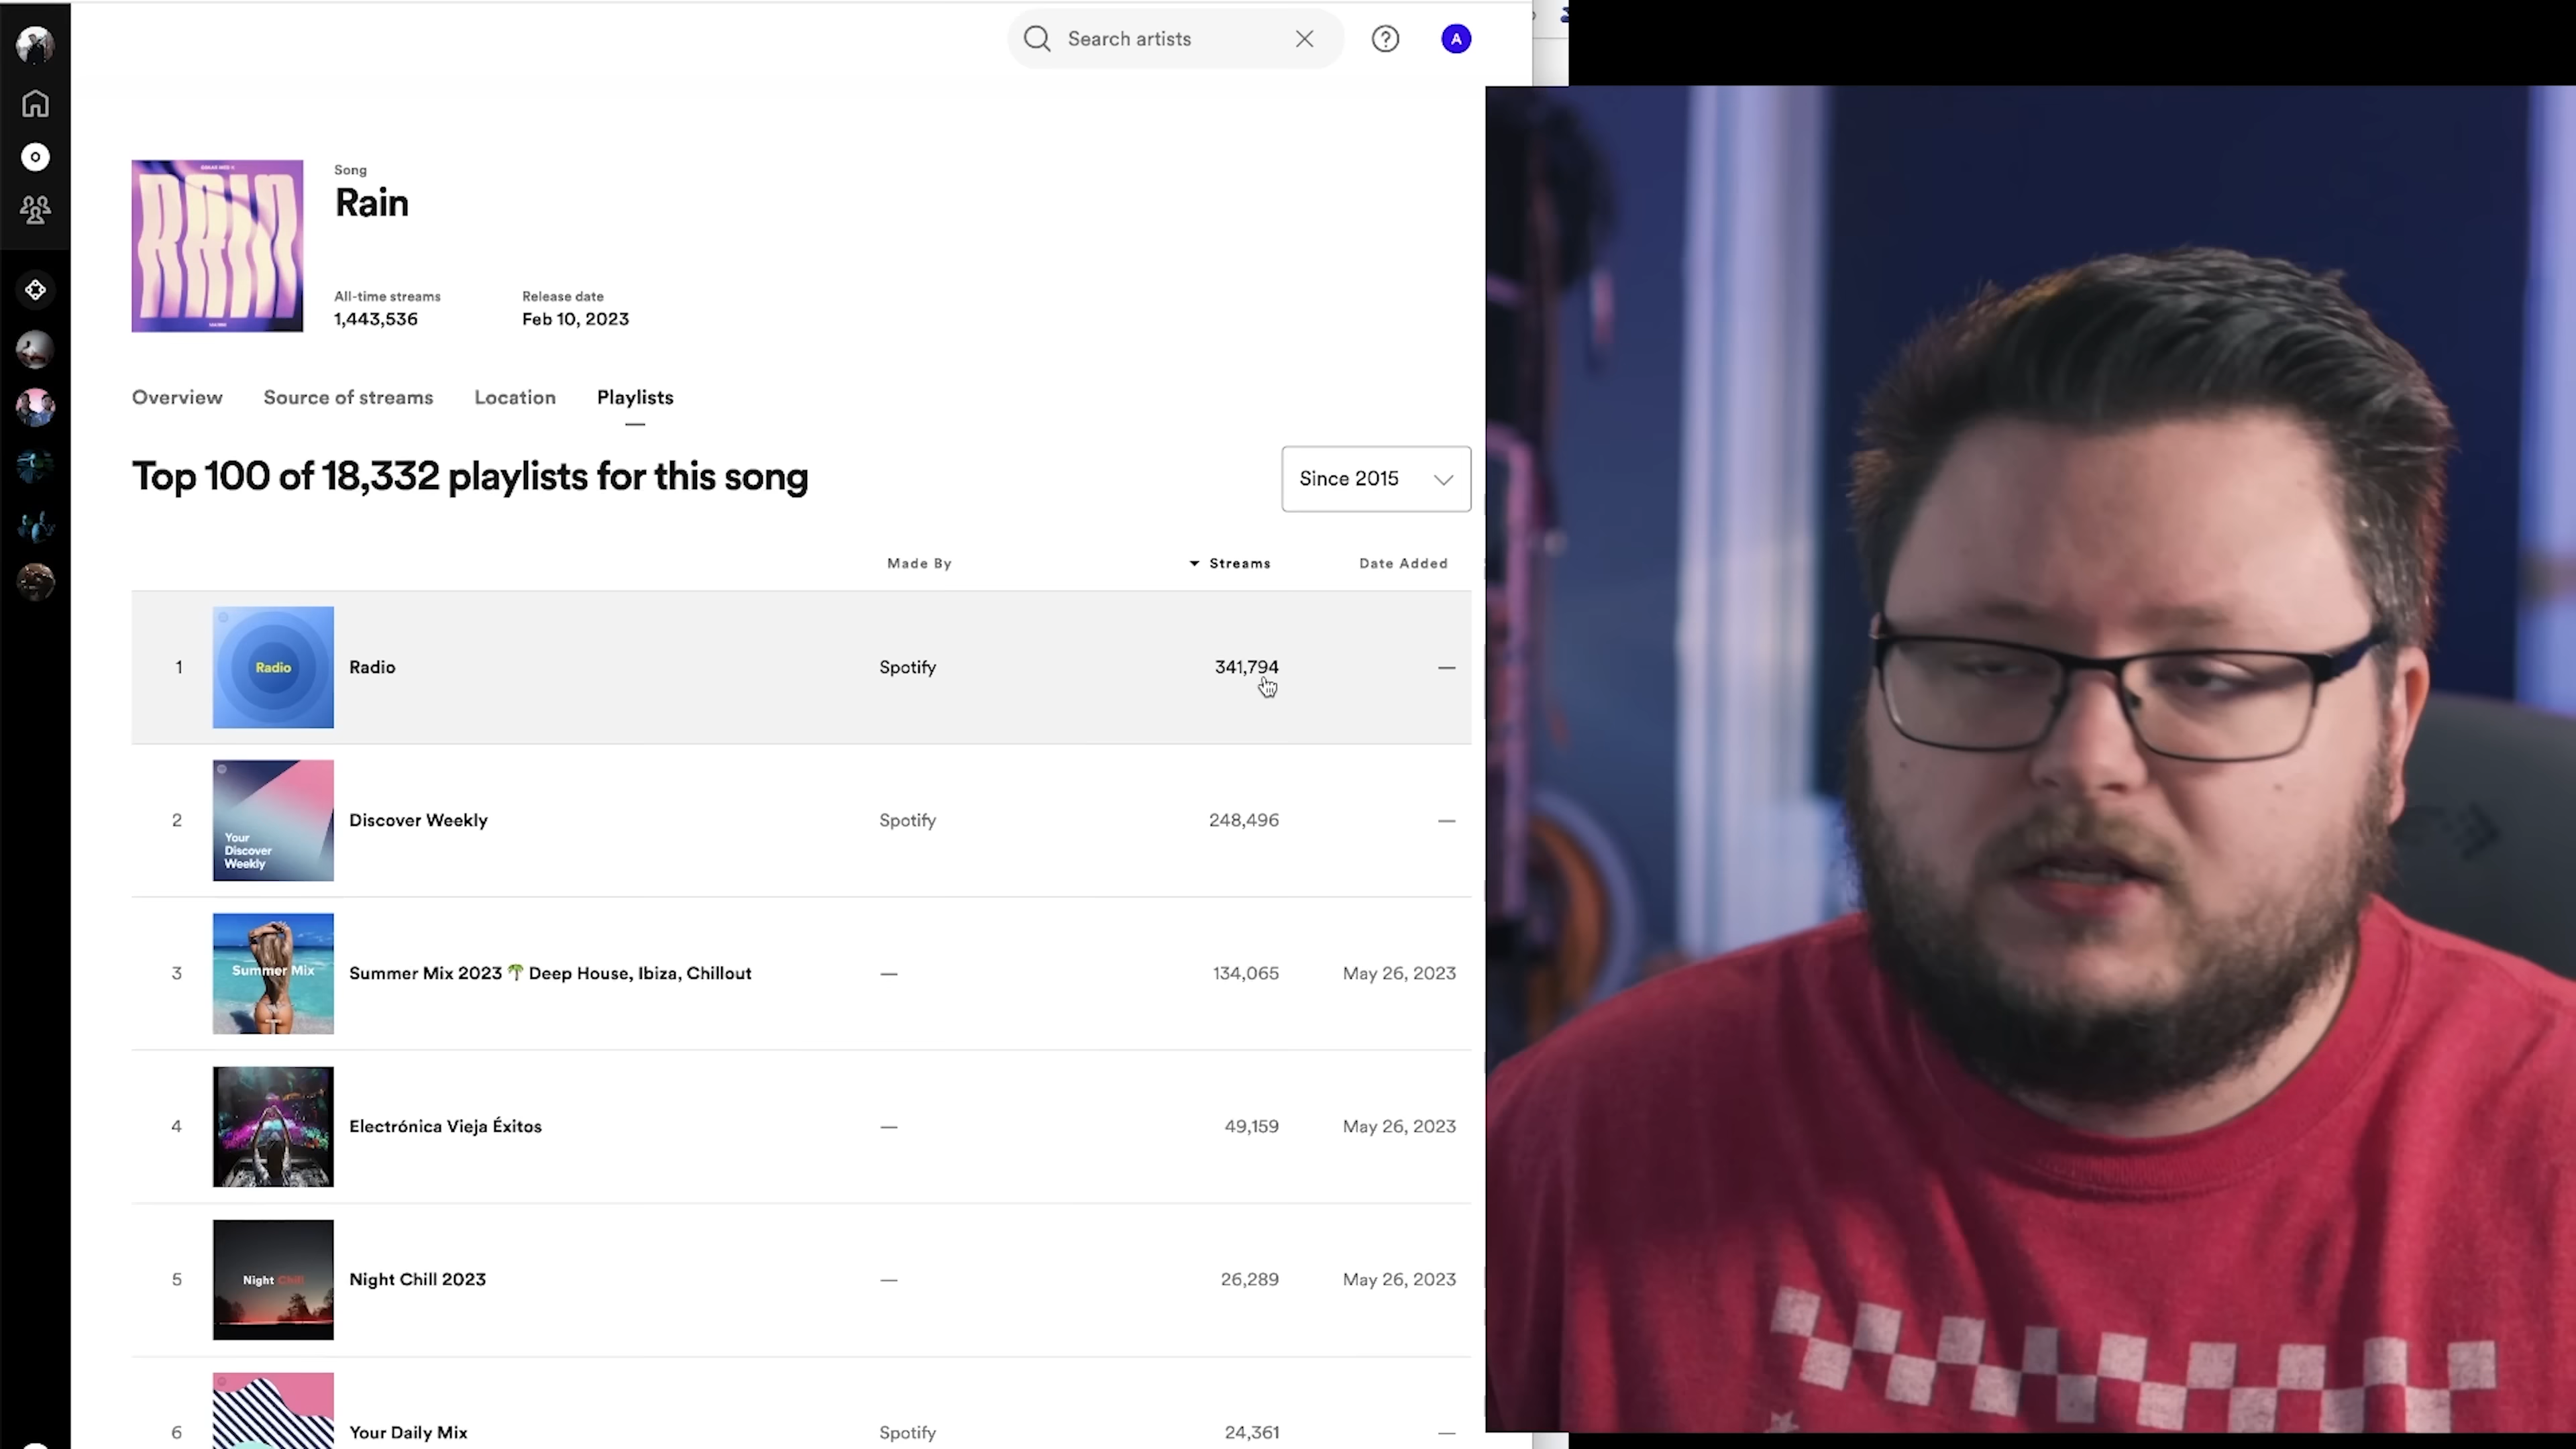 Search artists
A
Song
Rain
RAIN
All-time streams
1,443,536
Release date
Feb 10, 2023
Overview
Source of streams
Location
Playlists
Top 100 of 18,332 playlists for this song
Since 2015
Made By
Streams
Date Added
1
Radio
Radio
Spotify
341,794
—
2
Your
Discover
Weekly
Discover Weekly
Spotify
248,496
—
3
Summer Mix
Summer Mix 2023 🌴 Deep House, Ibiza, Chillout
—
134,065
May 26, 2023
4
Electrónica Vieja Éxitos
—
49,159
May 26, 2023
5
Night Chill
Night Chill 2023
—
26,289
May 26, 2023
6
Your Daily Mix
Spotify
24,361
—